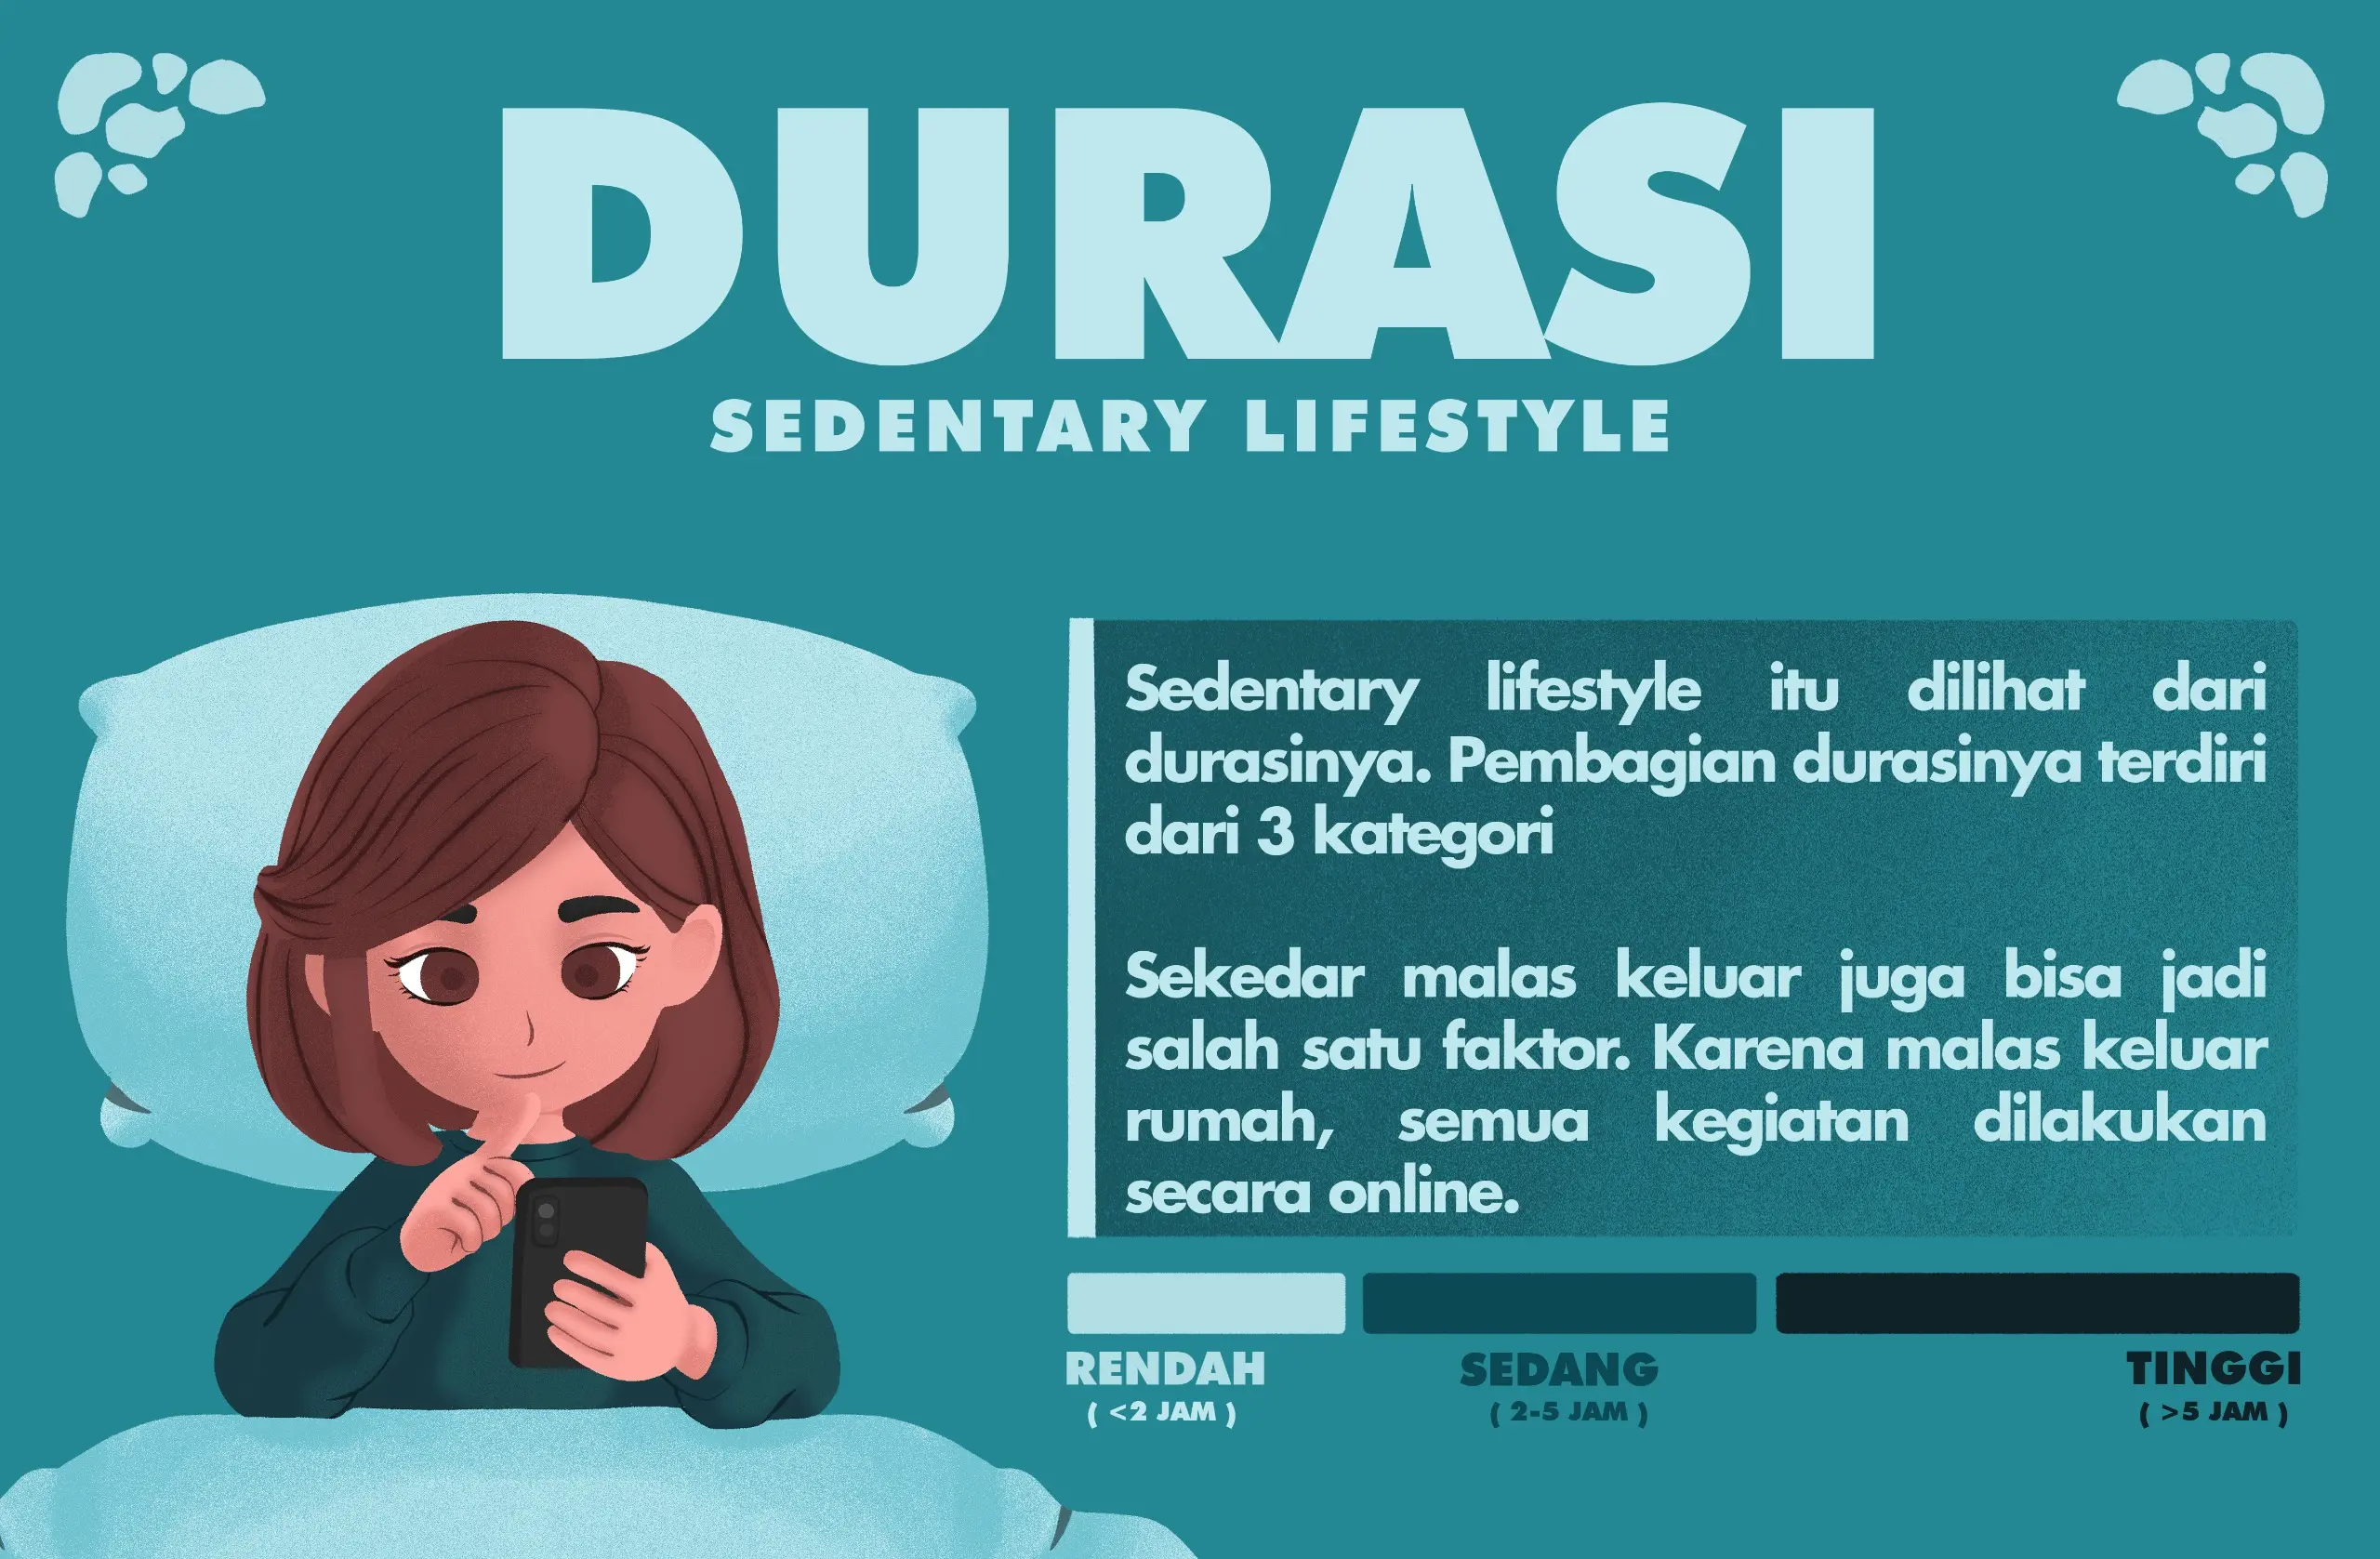 DURASI
SEDENTARY LIFESTYLE
Sedentary lifestyle itu dilihat dari
durasinya. Pembagian durasinya terdiri
dari 3 kategori
Sekedar malas keluar juga bisa jadi
salah satu faktor. Karena malas keluar
rumah, semua kegiatan dilakukan
secara online.
RENDAH
( <2 JAM )
SEDANG
( 2-5 JAM )
TINGGI
( >5 JAM )